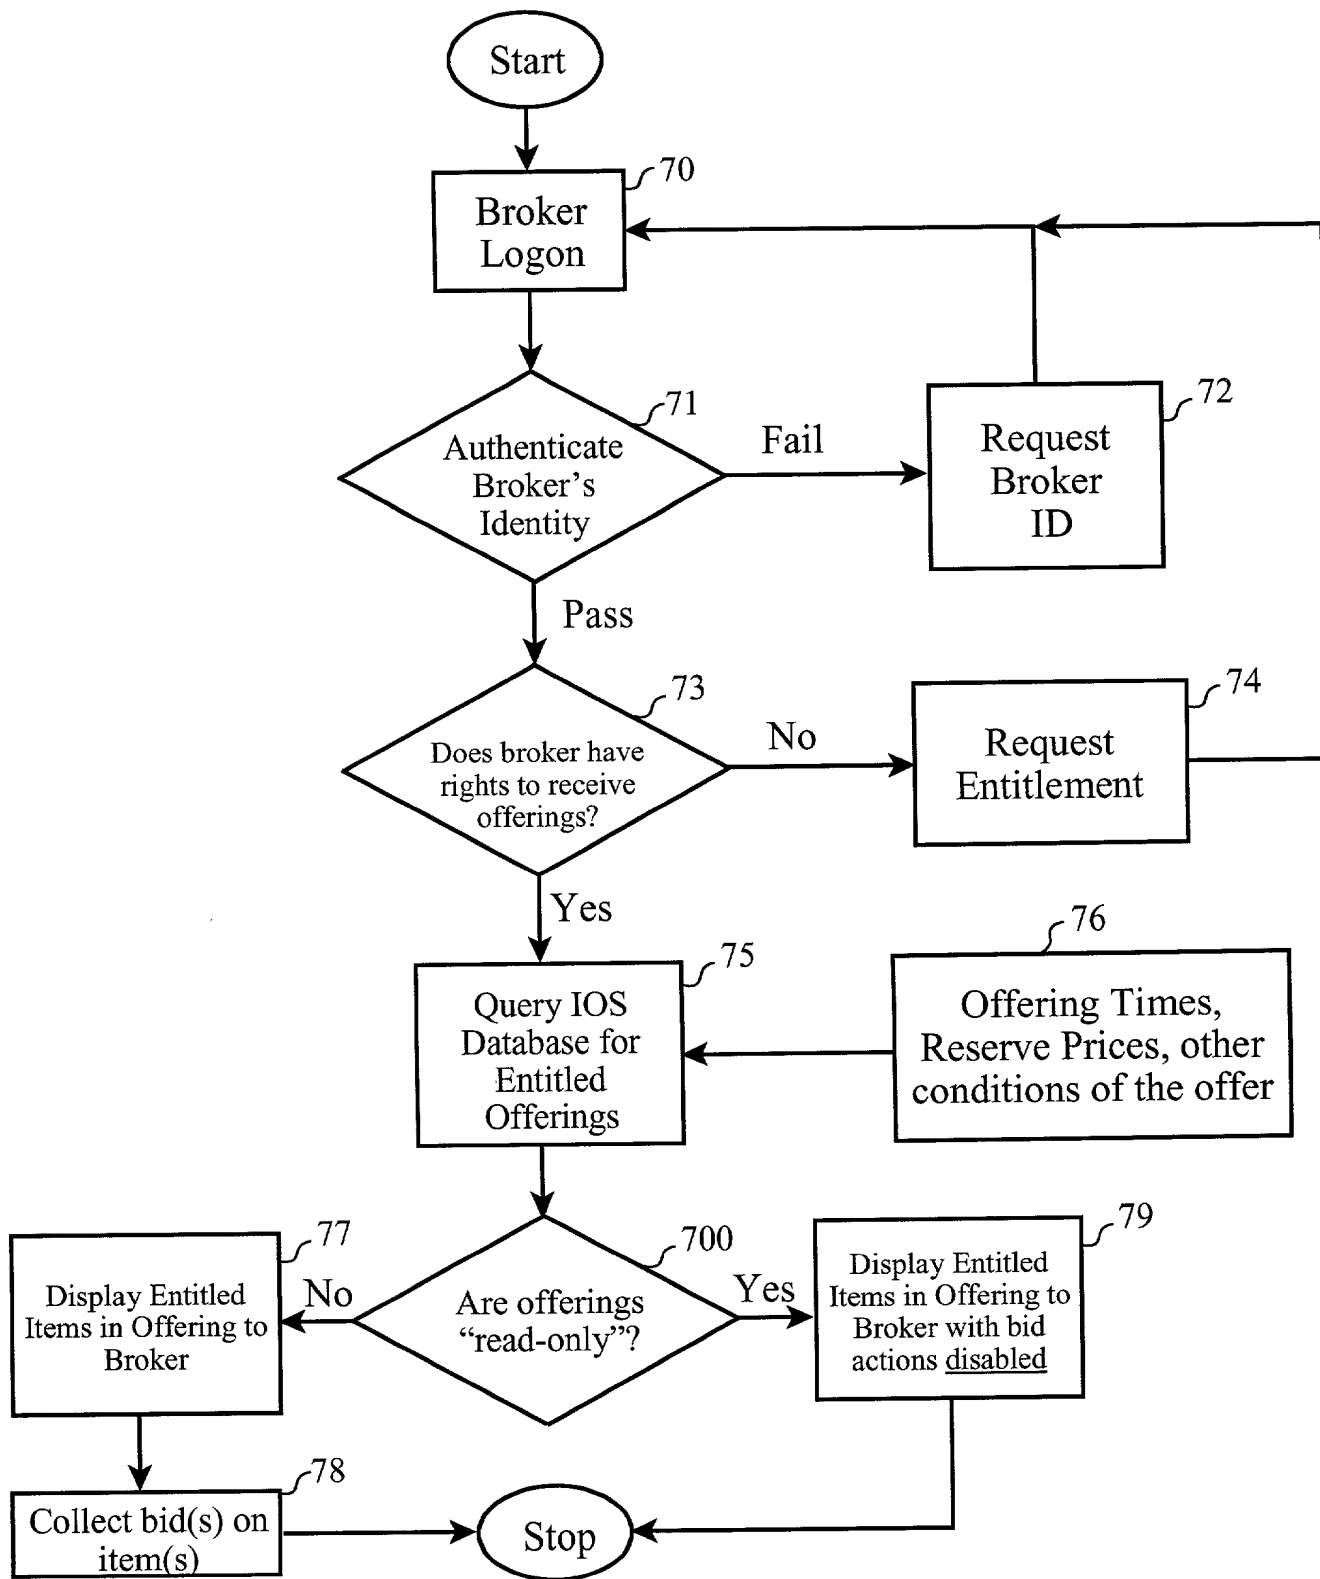 Start
70
Broker
Logon
71
Authenticate
Broker's
Identity
Fail
72
Request
Broker
ID
Pass
73
Does broker have
rights to receive
offerings?
No
74
Request
Entitlement
Yes
75
Query IOS
Database for
Entitled
Offerings
76
Offering Times,
Reserve Prices, other
conditions of the offer
700
Are offerings
“read-only”?
No
77
Display Entitled
Items in Offering to
Broker
Yes
79
Display Entitled
Items in Offering to
Broker with bid
actions disabled
78
Collect bid(s) on
item(s)
Stop